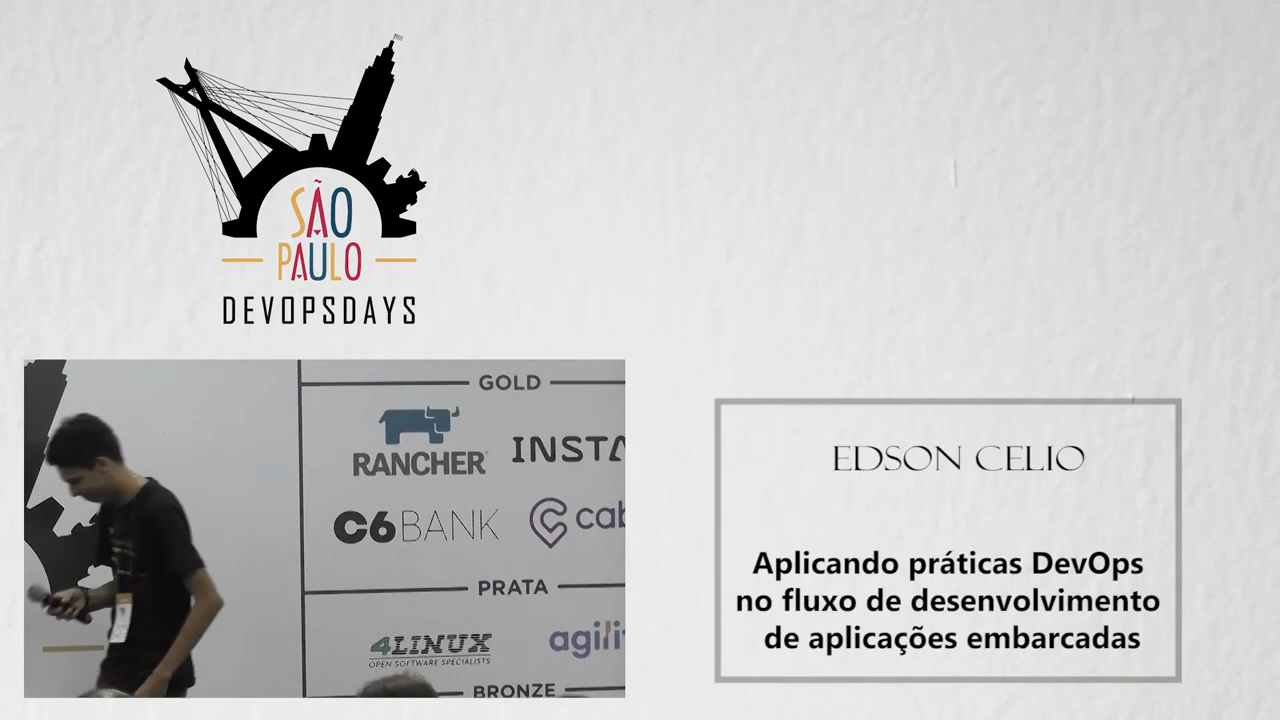 SÃO
PAULO
DEVOPSDAYS
GOLD
RANCHER
C6BANK
PRATA
4LINUX
OPEN SOFTWARE SPECIALISTS
BRONZE
EDSON CELIO
Aplicando práticas DevOps
no fluxo de desenvolvimento
de aplicações embarcadas